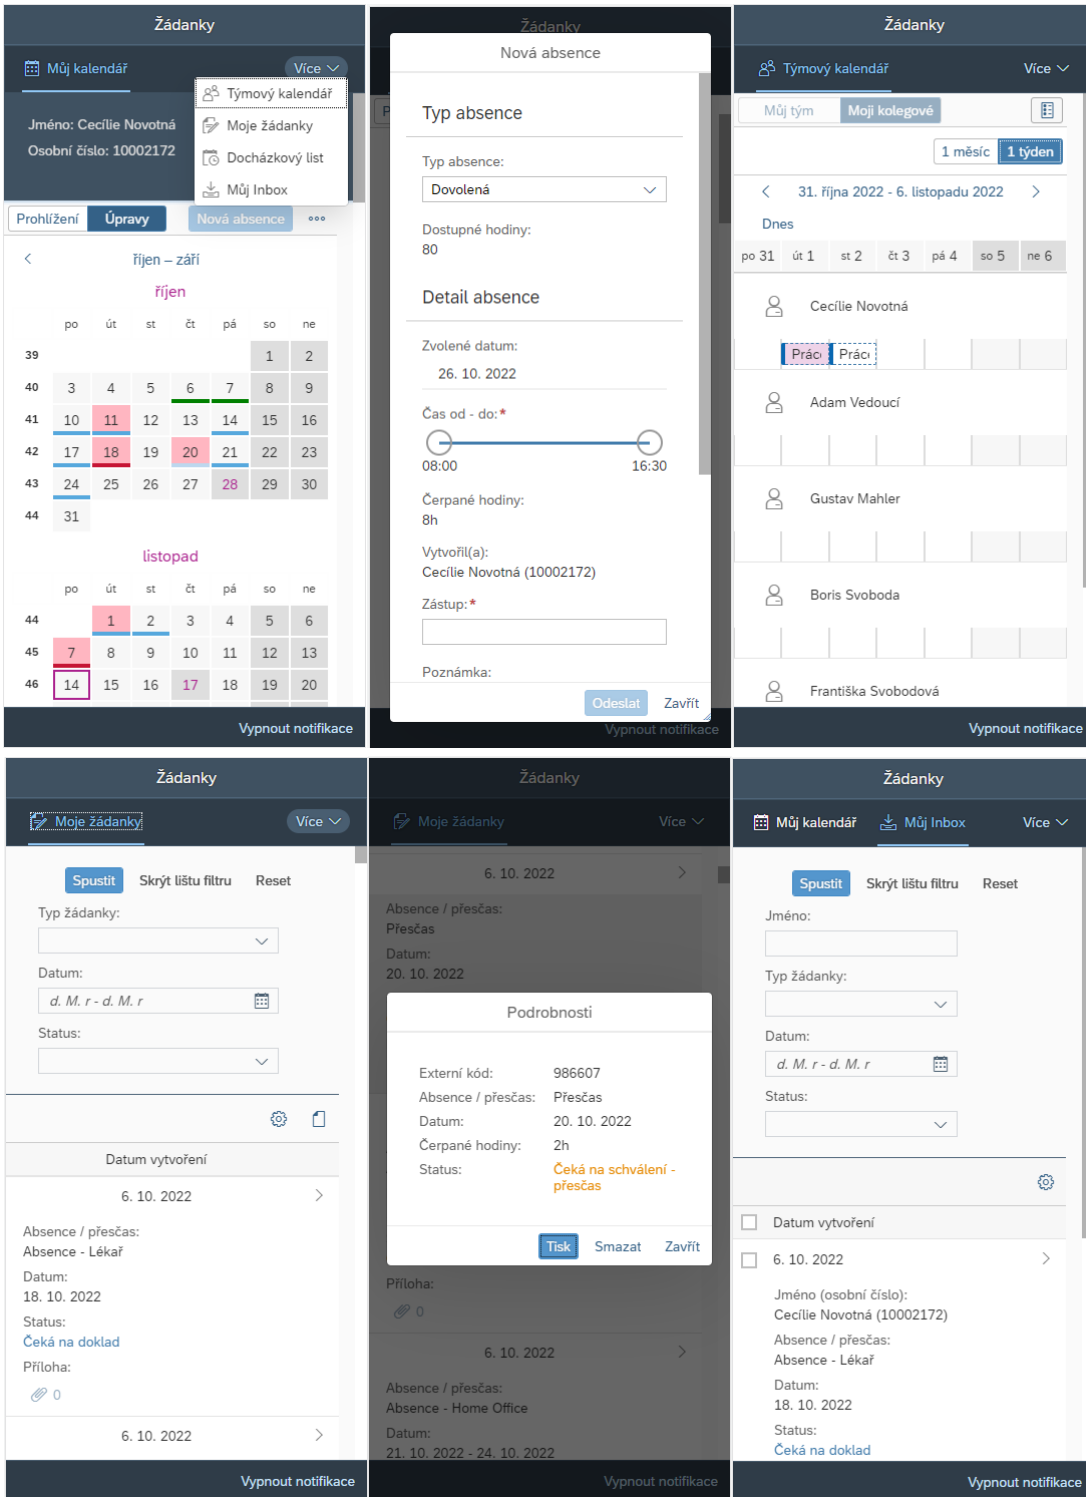 Žádanky
Můj kalendář
Více
Týmový kalendář
Moje žádanky
Docházkový list
Můj Inbox
Jméno: Cecílie Novotná
Osobní číslo: 10002172
Prohlížení Úpravy Nová absence
říjen – září
říjen
po út st čt pá so ne
39 1 2
40 3 4 5 6 7 8 9
41 10 11 12 13 14 15 16
42 17 18 19 20 21 22 23
43 24 25 26 27 28 29 30
44 31
listopad
po út st čt pá so ne
44 1 2 3 4 5 6
45 7 8 9 10 11 12 13
46 14 15 16 17 18 19 20
Vypnout notifikace
Žádanky
Nová absence
Typ absence
Typ absence:
Dovolená
Dostupné hodiny:
80
Detail absence
Zvolené datum:
26. 10. 2022
Čas od - do:*
08:00 16:30
Čerpané hodiny:
8h
Vytvořil(a):
Cecílie Novotná (10002172)
Zástup:*
Poznámka:
Odeslat Zavřít
Vypnout notifikace
Žádanky
Týmový kalendář Více
Můj tým Moji kolegové
1 měsíc 1 týden
31. října 2022 - 6. listopadu 2022
Dnes
po 31 út 1 st 2 čt 3 pá 4 so 5 ne 6
Cecílie Novotná
Prác Prác
Adam Vedoucí
Gustav Mahler
Boris Svoboda
Františka Svobodová
Vypnout notifikace
Žádanky
Moje žádanky Více
Spustit Skrýt lištu filtru Reset
Typ žádanky:
Datum:
d. M. r - d. M. r
Status:
Datum vytvoření
6. 10. 2022
Absence / přesčas:
Absence - Lékař
Datum:
18. 10. 2022
Status:
Čeká na doklad
Příloha:
0
6. 10. 2022
Vypnout notifikace
Žádanky
Moje žádanky Více
6. 10. 2022
Absence / přesčas:
Přesčas
Datum:
20. 10. 2022
Podrobnosti
Externí kód: 986607
Absence / přesčas: Přesčas
Datum: 20. 10. 2022
Čerpané hodiny: 2h
Status: Čeká na schválení -
přesčas
Tisk Smazat Zavřít
Příloha:
0
6. 10. 2022
Absence / přesčas:
Absence - Home Office
Datum:
21. 10. 2022 - 24. 10. 2022
Vypnout notifikace
Žádanky
Můj kalendář Můj Inbox Více
Spustit Skrýt lištu filtru Reset
Jméno:
Typ žádanky:
Datum:
d. M. r - d. M. r
Status:
Datum vytvoření
6. 10. 2022
Jméno (osobní číslo):
Cecílie Novotná (10002172)
Absence / přesčas:
Absence - Lékař
Datum:
18. 10. 2022
Status:
Čeká na doklad
Vypnout notifikace